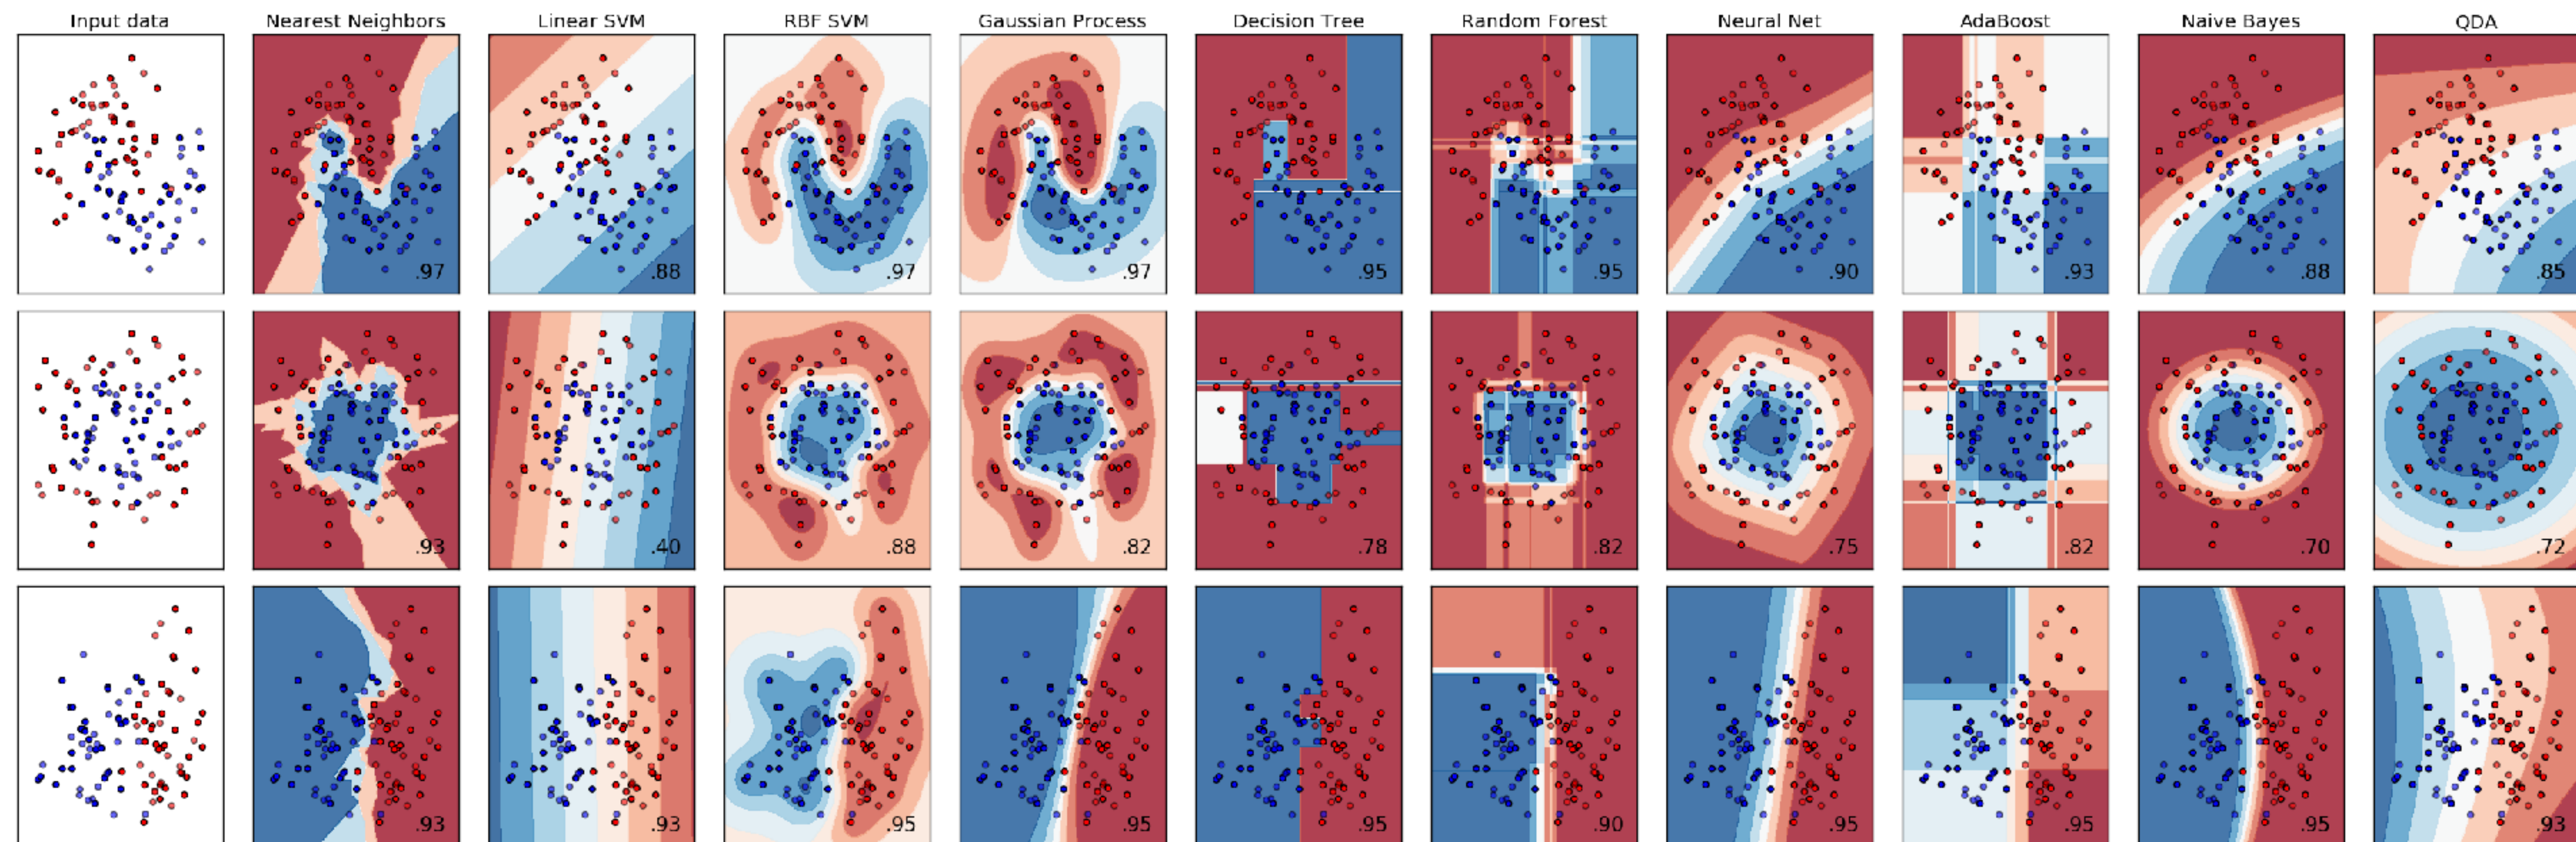 Input data Nearest Neighbors Linear SVM RBF SVM Gaussian Process Decision Tree Random Forest Neural Net AdaBoost Naive Bayes QDA
.97 .88 .97 .97 .95 .95 .90 .93 .88 .85
.93 .40 .88 .82 .78 .82 .75 .82 .70 .72
.93 .93 .95 .95 .95 .90 .95 .95 .95 .93